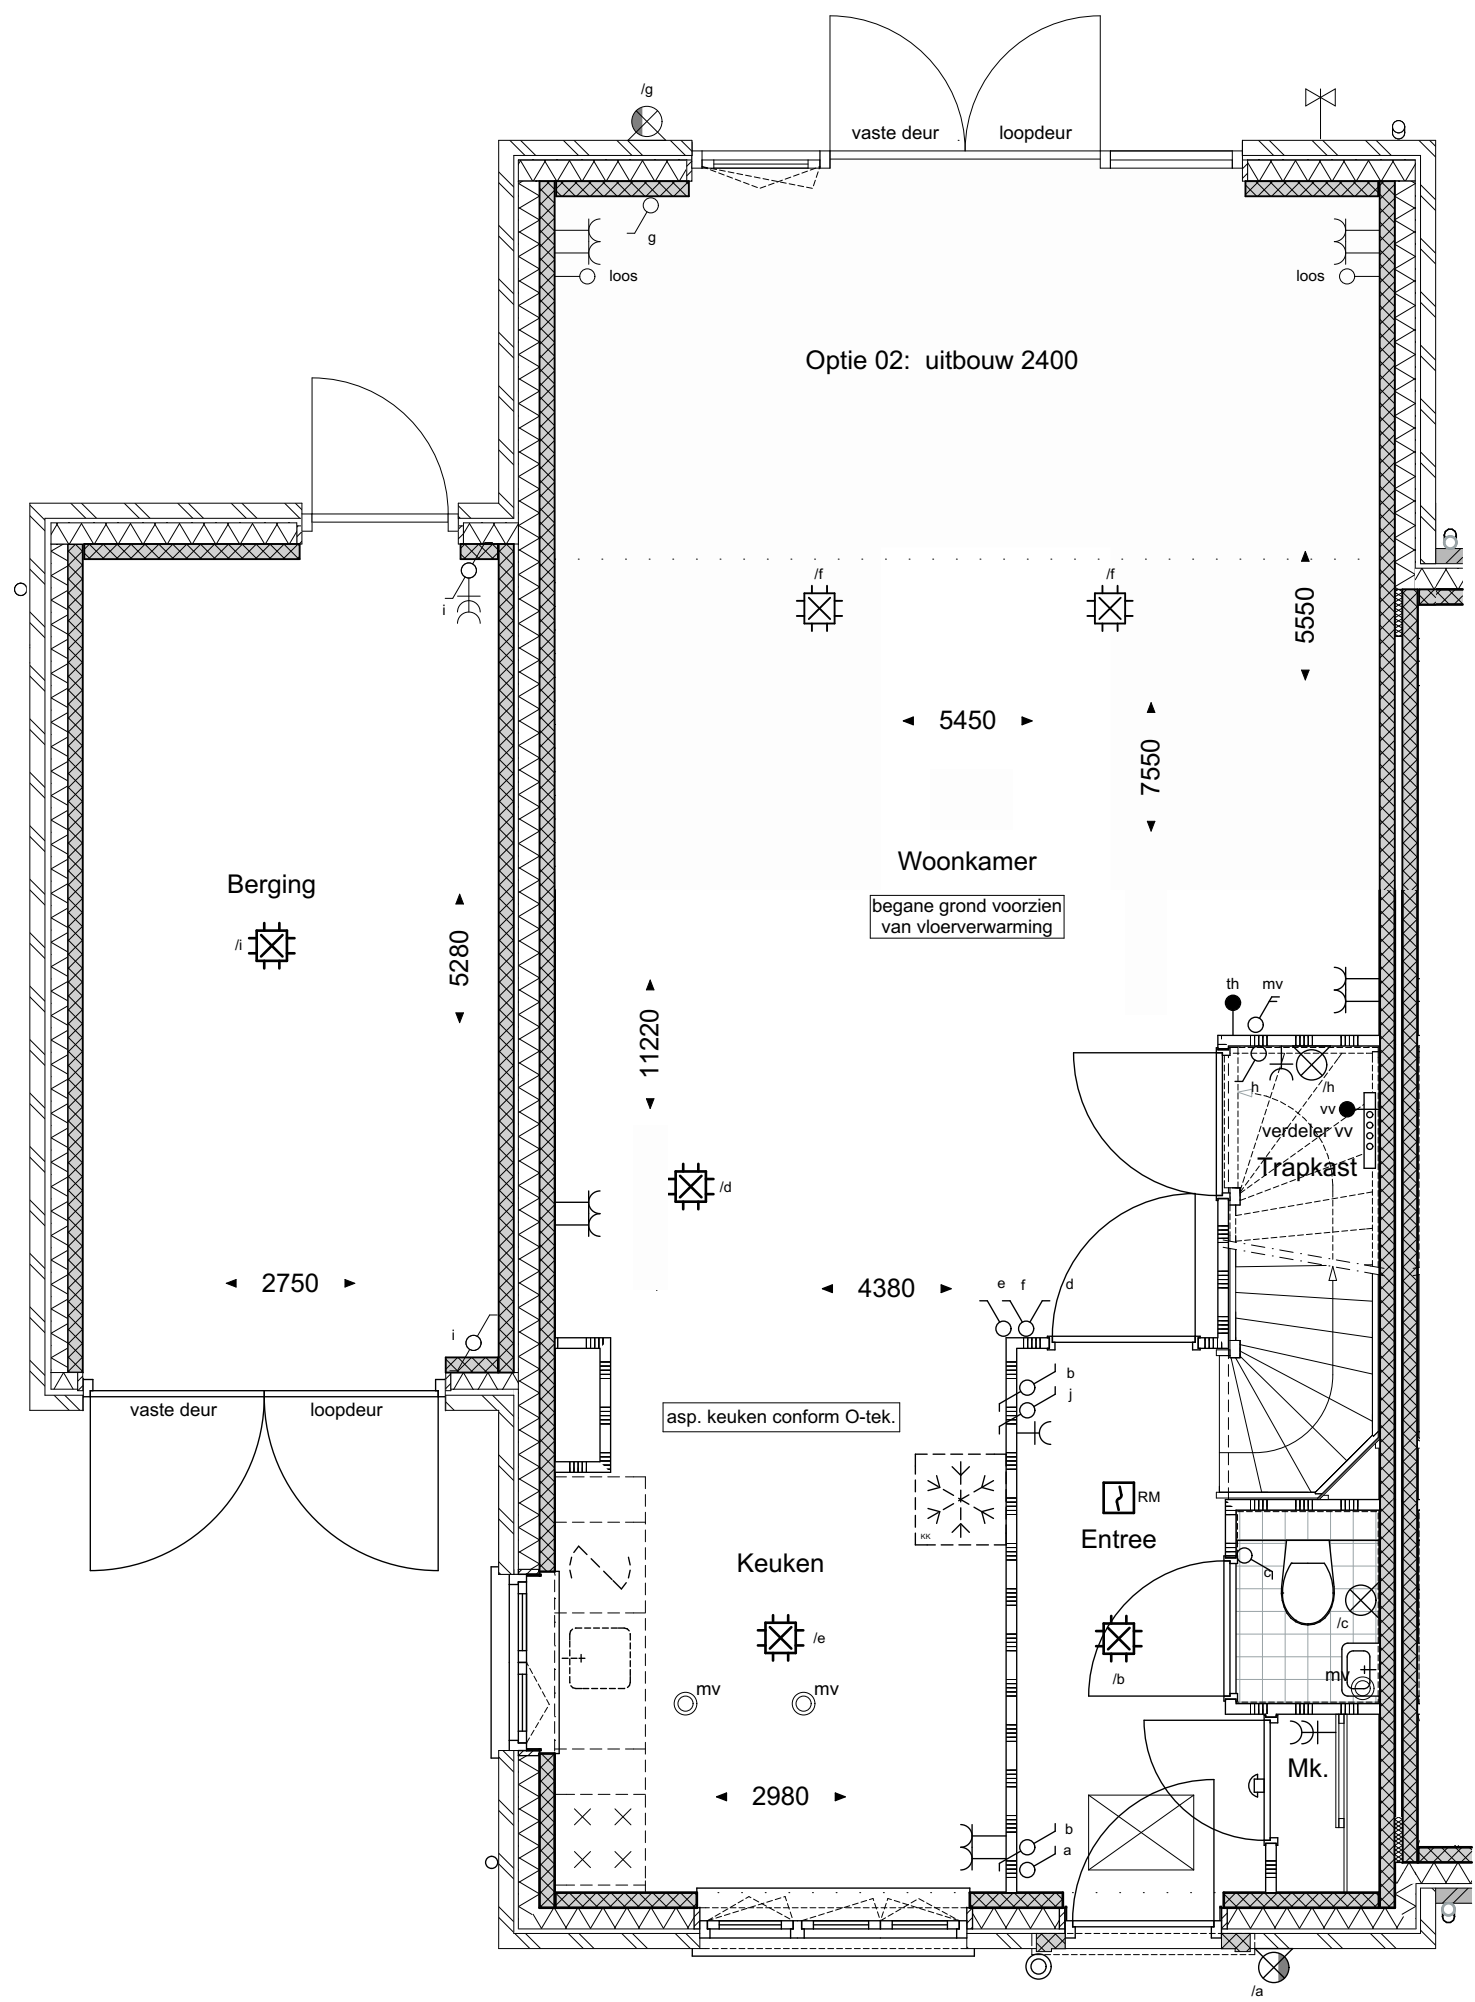 /g
vaste deur
loopdeur
g
loos
loos
Optie 02: uitbouw 2400
/f
/f
i
5550
5450
7550
Woonkamer
begane grond voorzien
van vloerverwarming
Berging
/i
5280
11220
th
mv
h
/h
vv
verdeler vv
Trapkast
/d
2750
4380
e
f
d
i
vaste deur
loopdeur
asp. keuken conform O-tek.
b
j
KK
RM
Entree
Keuken
c
/c
/e
/b
mv
mv
mv
Mk.
2980
b
a
/a